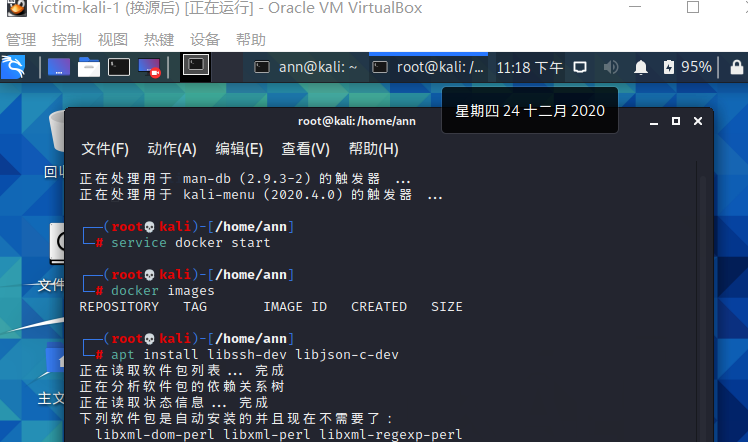 victim-kali-1 (换源后) [正在运行] - Oracle VM VirtualBox
管理 控制 视图 热键 设备 帮助
ann@kali: ~ root@kali: /... 11:18 下午 95%
星期四 24 十二月 2020
root@kali:/home/ann
文件(F) 动作(A) 编辑(E) 查看(V) 帮助(H)
正在处理用于 man-db (2.9.3-2) 的触发器 ...
正在处理用于 kali-menu (2020.4.0) 的触发器 ...
┌──(root💀kali)-[/home/ann]
└─# service docker start
┌──(root💀kali)-[/home/ann]
└─# docker images
REPOSITORY TAG IMAGE ID CREATED SIZE
┌──(root💀kali)-[/home/ann]
└─# apt install libssh-dev libjson-c-dev
正在读取软件包列表... 完成
正在分析软件包的依赖关系树
正在读取状态信息... 完成
下列软件包是自动安装的并且现在不需要了：
libxml-dom-perl libxml-perl libxml-regexp-perl
回收
文件
主文